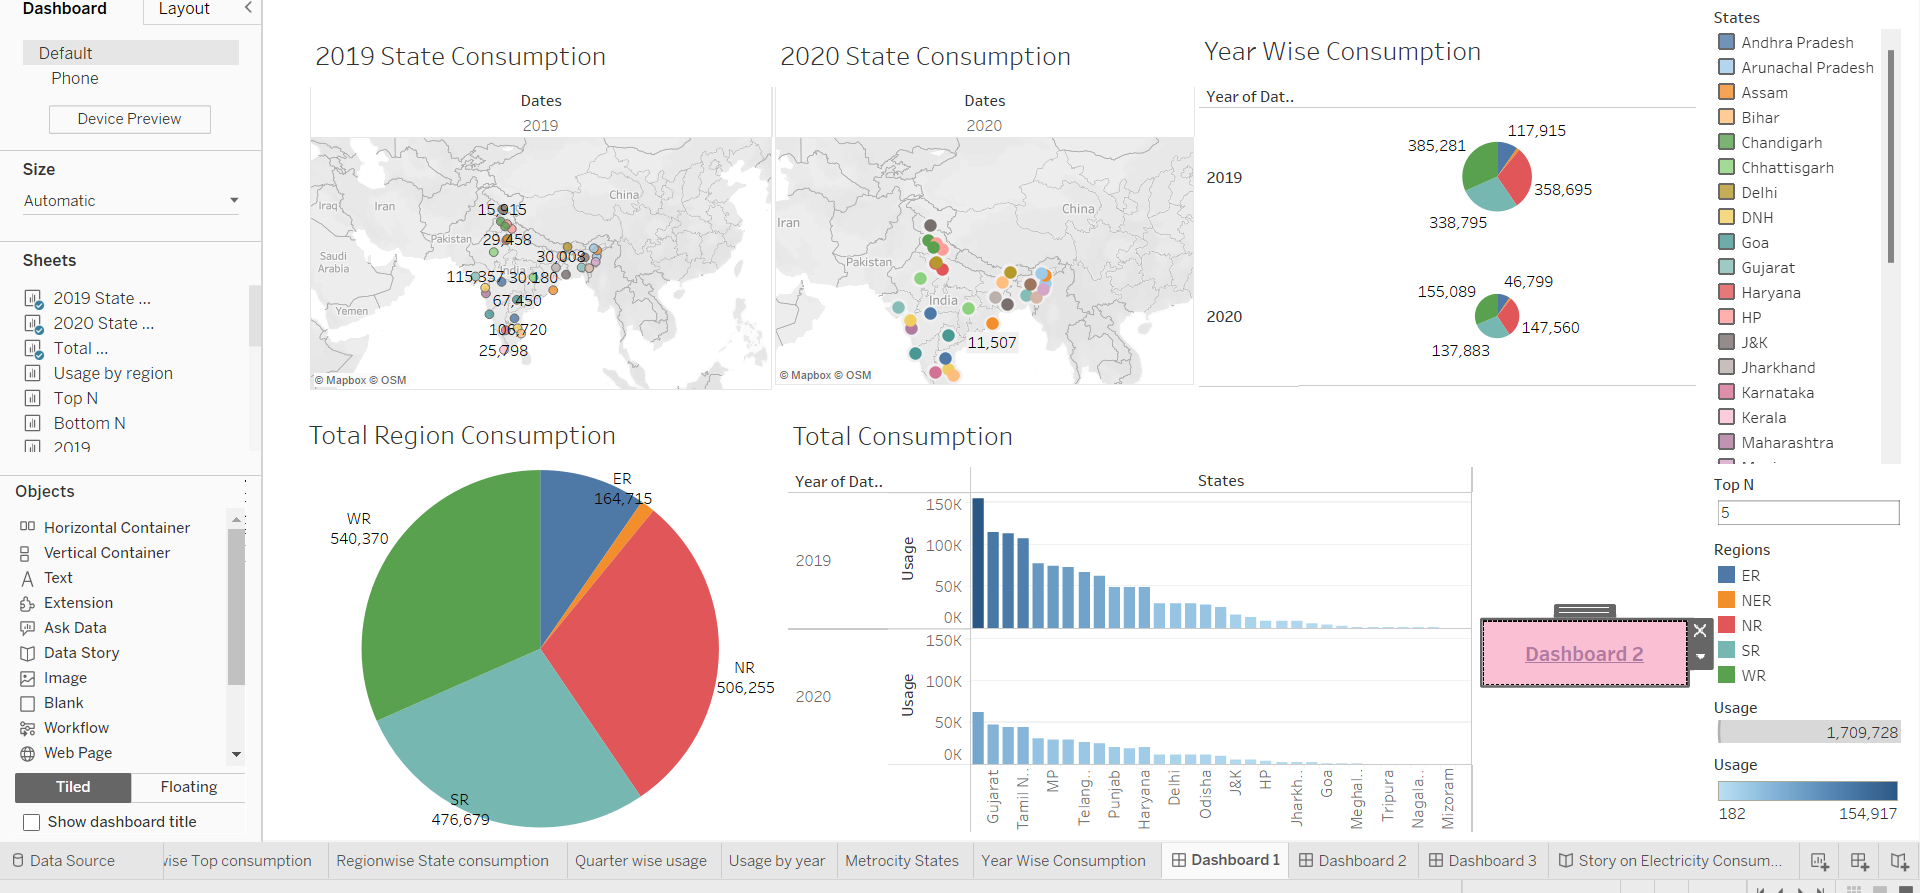 Dashboard
Layout
Default
Phone
Device Preview
Size
Automatic
Sheets
2019 State ...
2020 State ...
Total ...
Usage by region
Top N
Bottom N
2019
Objects
Horizontal Container
Vertical Container
Text
Extension
Ask Data
Data Story
Image
Blank
Workflow
Web Page
Tiled
Floating
Show dashboard title
2019 State Consumption
Dates
2019
Iraq
Iran
China
Pakistan
Saudi
Arabia
Yemen
15,915
29,458
30,008
115,357
30,180
67,450
106,720
25,798
© Mapbox © OSM
2020 State Consumption
Dates
2020
Iran
China
Pakistan
India
11,507
© Mapbox © OSM
Year Wise Consumption
Year of Dat..
2019
385,281
117,915
358,695
338,795
2020
155,089
46,799
147,560
137,883
Total Region Consumption
ER
164,715
WR
540,370
NR
506,255
SR
476,679
Total Consumption
Year of Dat..
States
2019
Usage
150K
100K
50K
0K
2020
Usage
150K
100K
50K
0K
Gujarat
Tamil N..
MP
Telang..
Punjab
Haryana
Delhi
Odisha
J&K
HP
Jharkh..
Goa
Meghal..
Tripura
Nagala..
Mizoram
Dashboard 2
States
Andhra Pradesh
Arunachal Pradesh
Assam
Bihar
Chandigarh
Chhattisgarh
Delhi
DNH
Goa
Gujarat
Haryana
HP
J&K
Jharkhand
Karnataka
Kerala
Maharashtra
Top N
5
Regions
ER
NER
NR
SR
WR
Usage
1,709,728
Usage
182
154,917
Data Source
wise Top consumption
Regionwise State consumption
Quarter wise usage
Usage by year
Metrocity States
Year Wise Consumption
Dashboard 1
Dashboard 2
Dashboard 3
Story on Electricity Consum...